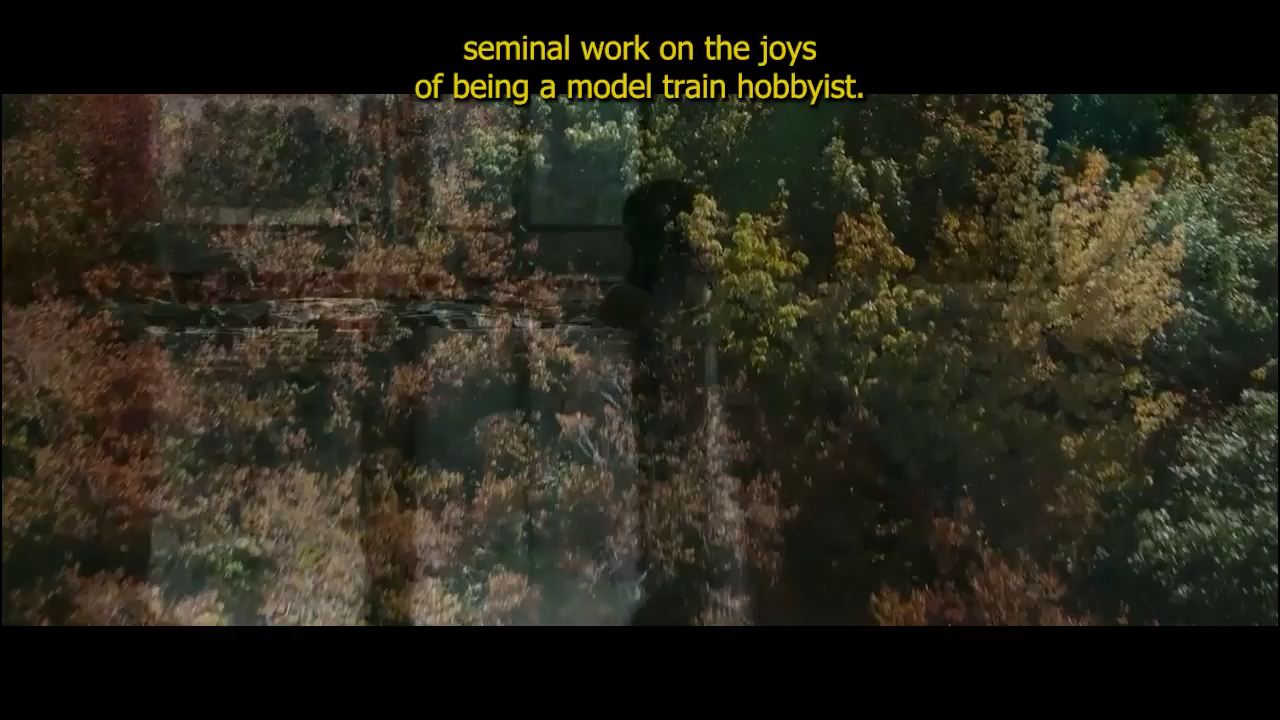 seminal work on the joys
of being a model train hobbyist.